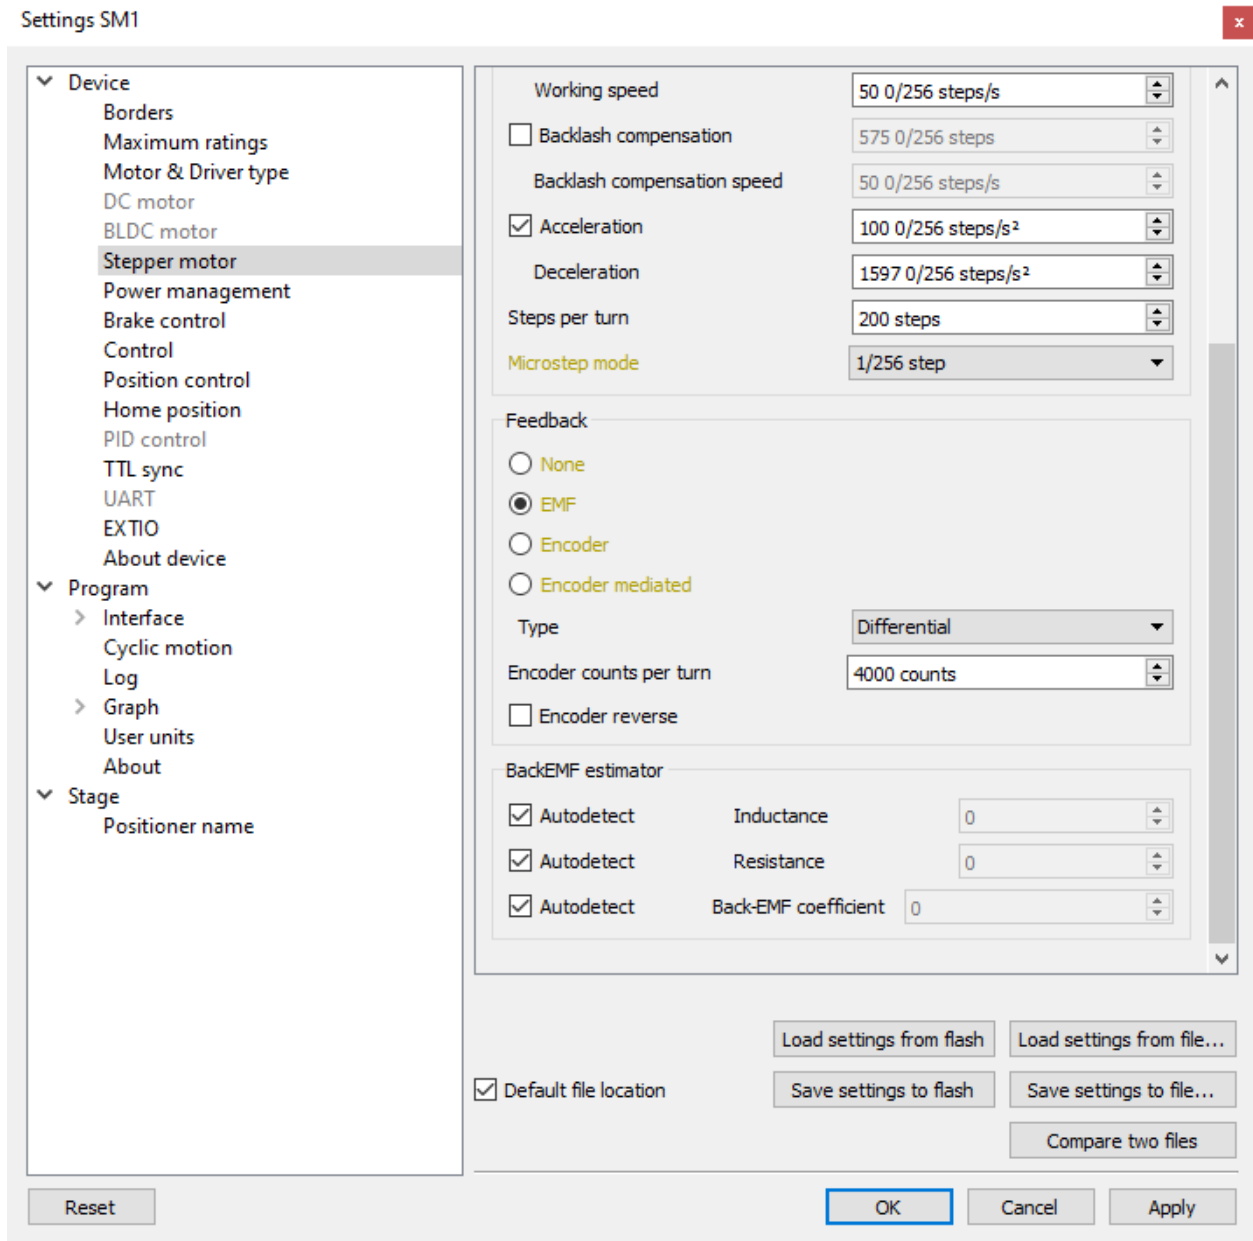 Settings SM1
x
Device
Borders
Maximum ratings
Motor & Driver type
DC motor
BLDC motor
Stepper motor
Power management
Brake control
Control
Position control
Home position
PID control
TTL sync
UART
EXTIO
About device
Program
Interface
Cyclic motion
Log
Graph
User units
About
Stage
Positioner name
Working speed 50 0/256 steps/s
Backlash compensation 575 0/256 steps
Backlash compensation speed 50 0/256 steps/s
Acceleration 100 0/256 steps/s²
Deceleration 1597 0/256 steps/s²
Steps per turn 200 steps
Microstep mode 1/256 step
Feedback
None
EMF
Encoder
Encoder mediated
Type Differential
Encoder counts per turn 4000 counts
Encoder reverse
BackEMF estimator
Autodetect Inductance 0
Autodetect Resistance 0
Autodetect Back-EMF coefficient 0
Load settings from flash Load settings from file...
Default file location Save settings to flash Save settings to file...
Compare two files
Reset OK Cancel Apply